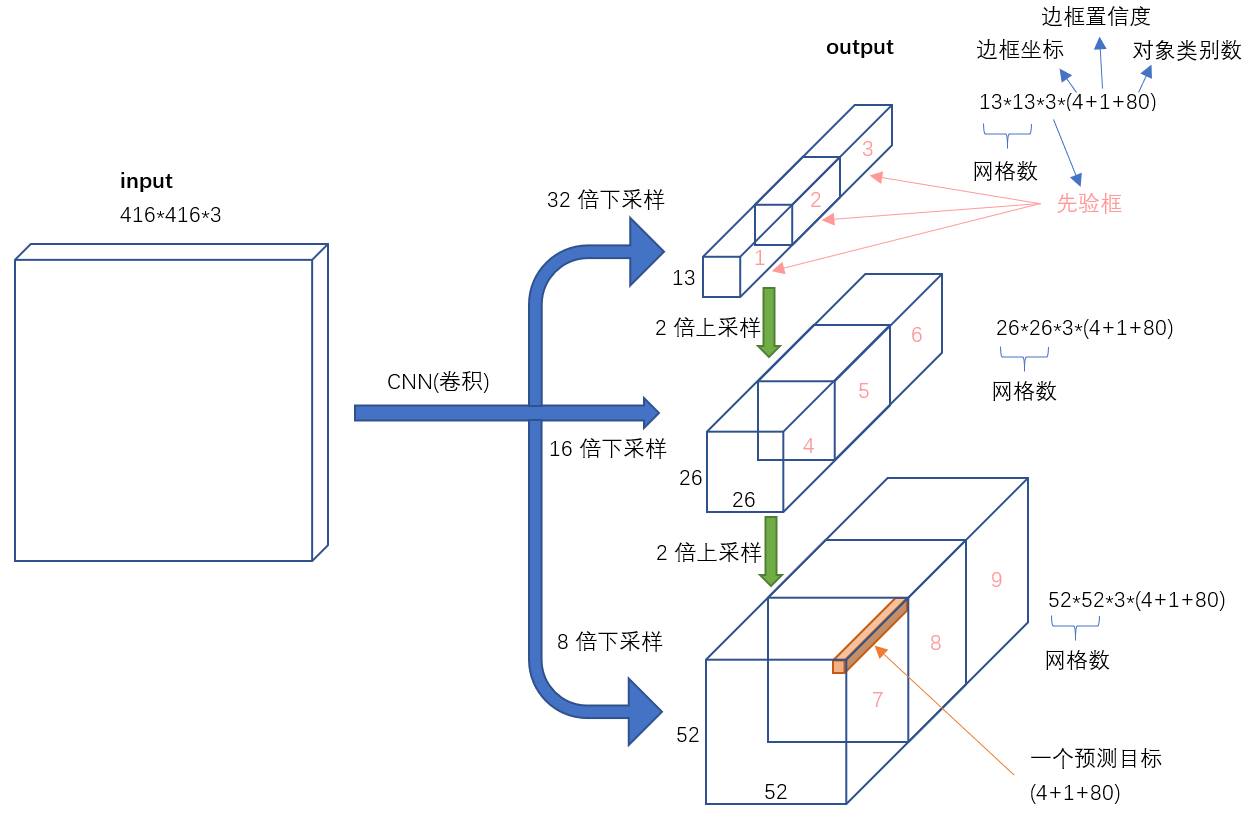 input
416*416*3
CNN(卷积)
32 倍下采样
16 倍下采样
8 倍下采样
output
边框置信度
边框坐标
对象类别数
13*13*3*(4+1+80)
网格数
先验框
3
2
1
13
2 倍上采样
6
5
4
26
26
26*26*3*(4+1+80)
网格数
2 倍上采样
9
8
7
52
52
52*52*3*(4+1+80)
网格数
一个预测目标
(4+1+80)